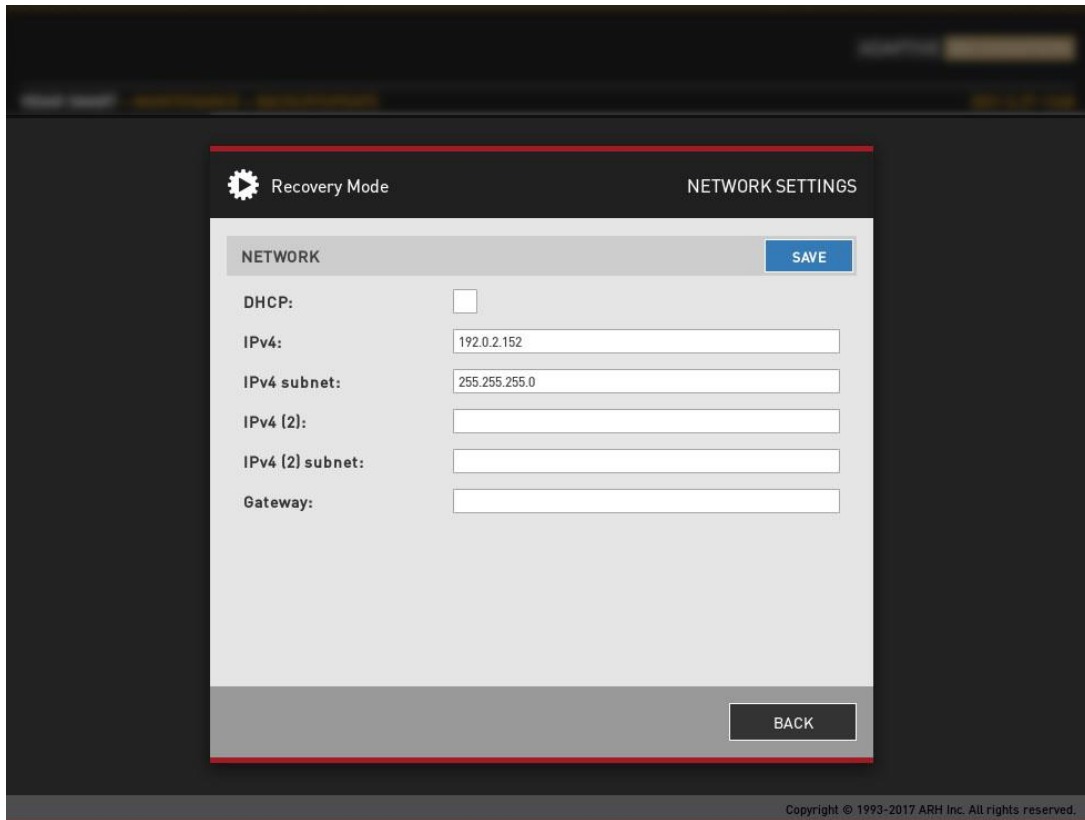 Recovery Mode NETWORK SETTINGS
NETWORK SAVE
DHCP:
IPv4: 192.0.2.152
IPv4 subnet: 255.255.255.0
IPv4 (2):
IPv4 (2) subnet:
Gateway:
BACK
Copyright © 1993-2017 ARH Inc. All rights reserved.